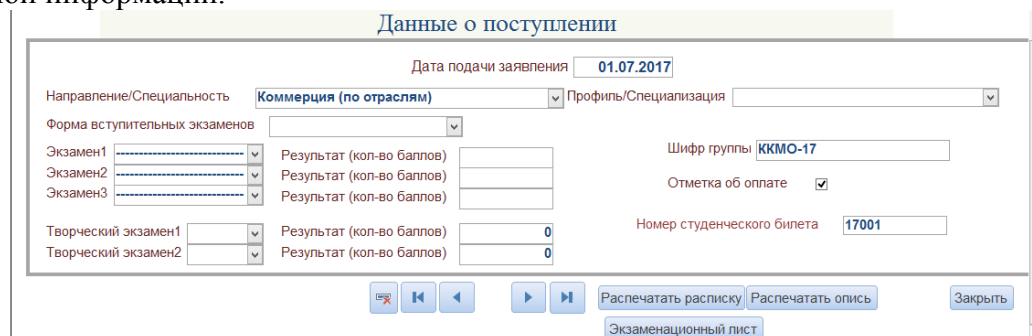 ной информации.
Данные о поступлении
Дата подачи заявления 01.07.2017
Направление/Специальность Коммерция (по отраслям) Профиль/Специализация
Форма вступительных экзаменов
Экзамен1 ---------------------------- Результат (кол-во баллов) Шифр группы ККМО-17
Экзамен2 ---------------------------- Результат (кол-во баллов)
Отметка об оплате
Экзамен3 ---------------------------- Результат (кол-во баллов)
Номер студенческого билета 17001
Творческий экзамен1 Результат (кол-во баллов) 0
Творческий экзамен2 Результат (кол-во баллов) 0
Распечатать расписку Распечатать опись Закрыть
Экзаменационный лист